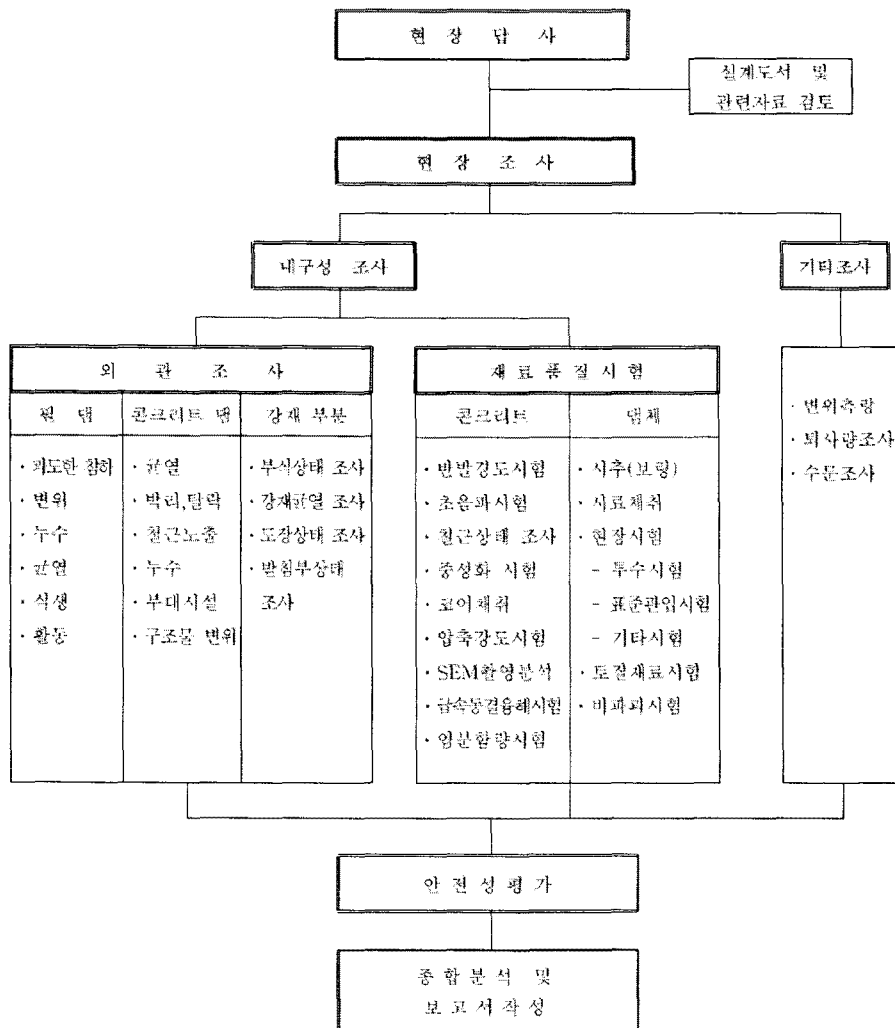 현 장 답 사
설계도서 및
관련자료 검토
현 장 조 사
내구성 조사
기타조사
외 관 조 사
필 댐
콘크리트 댐
강재 부분
· 과도한 침하
· 변위
· 누수
· 균열
· 식생
· 활동
· 균열
· 박리,탈락
· 철근노출
· 누수
· 부대시설
· 구조물 변위
· 부식상태 조사
· 강재균열 조사
· 도장상태 조사
· 받침부상태
조사
재 료 품 질 시 험
콘크리트
댐체
· 반발경도시험
· 초음파시험
· 철근상태 조사
· 중성화 시험
· 코어채취
· 압축강도시험
· SEM촬영분석
· 급속동결융해시험
· 염분함량시험
· 시추(보링)
· 시료채취
· 현장시험
- 투수시험
- 표준관입시험
- 기타시험
· 토질재료시험
· 비파괴시험
· 변위측량
· 퇴사량조사
· 수문조사
안 전 성 평 가
종 합 분 석 및
보 고 서 작 성